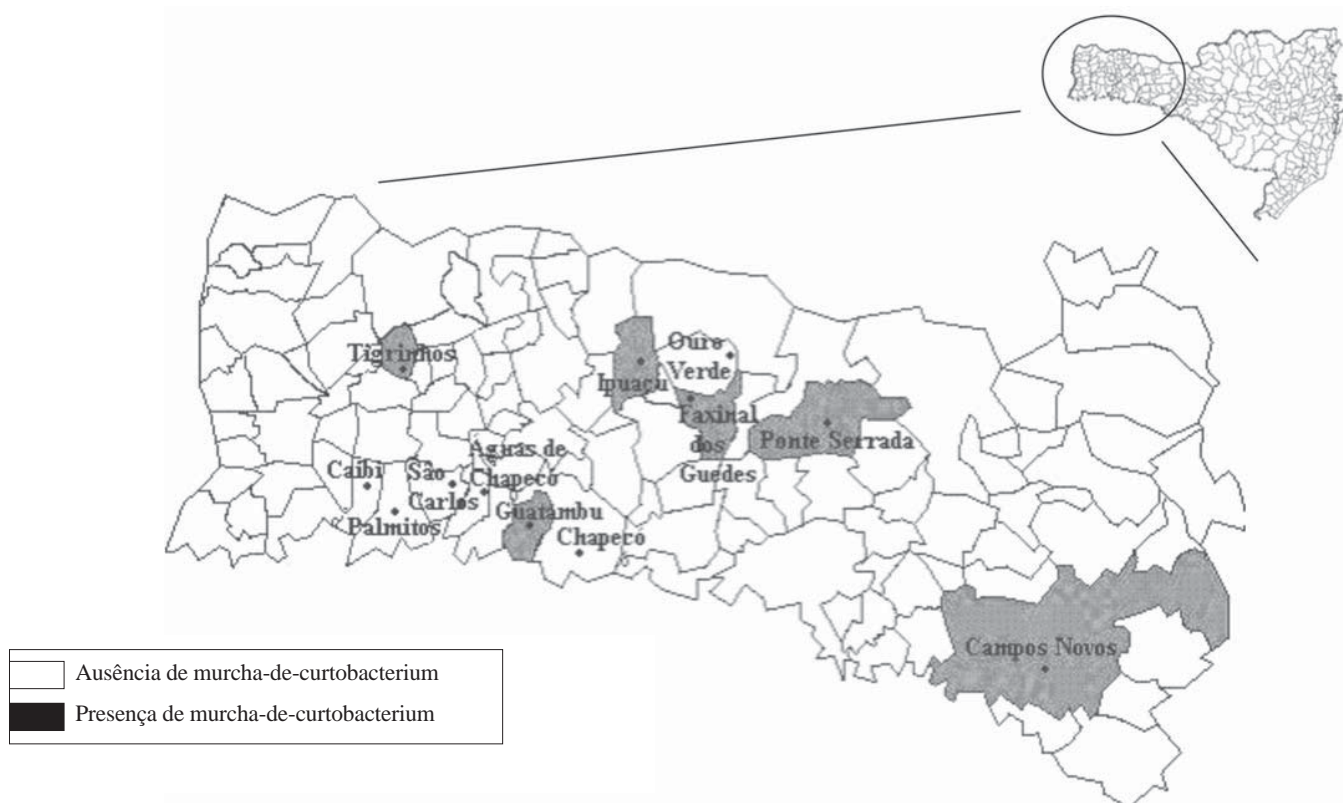 Tigrinhos
Ouro
Verde
Ipuaçu
Faxinal
dos
Guedes
Ponte Serrada
Águas de
Chapecó
Caibi
São
Carlos
Palmitos
Guatambu
Chapecó
Campos Novos
Ausência de murcha-de-curtobacterium
Presença de murcha-de-curtobacterium